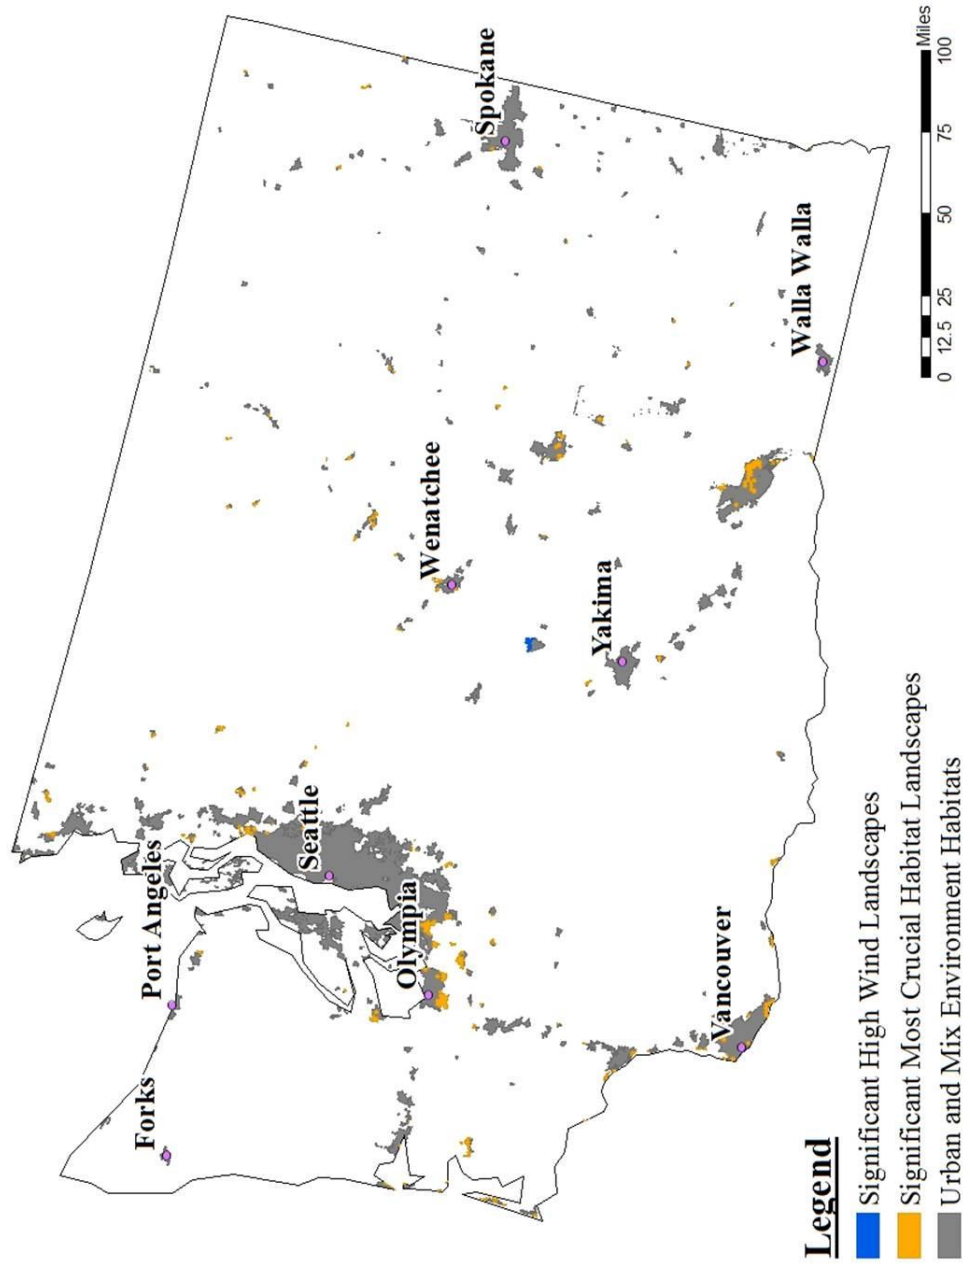 Forks
Port Angeles
Seattle
Olympia
Wenatchee
Spokane
Yakima
Vancouver
Walla Walla
Legend
Significant High Wind Landscapes
Significant Most Crucial Habitat Landscapes
Urban and Mix Environment Habitats
0 12.5 25 50 75 100
Miles